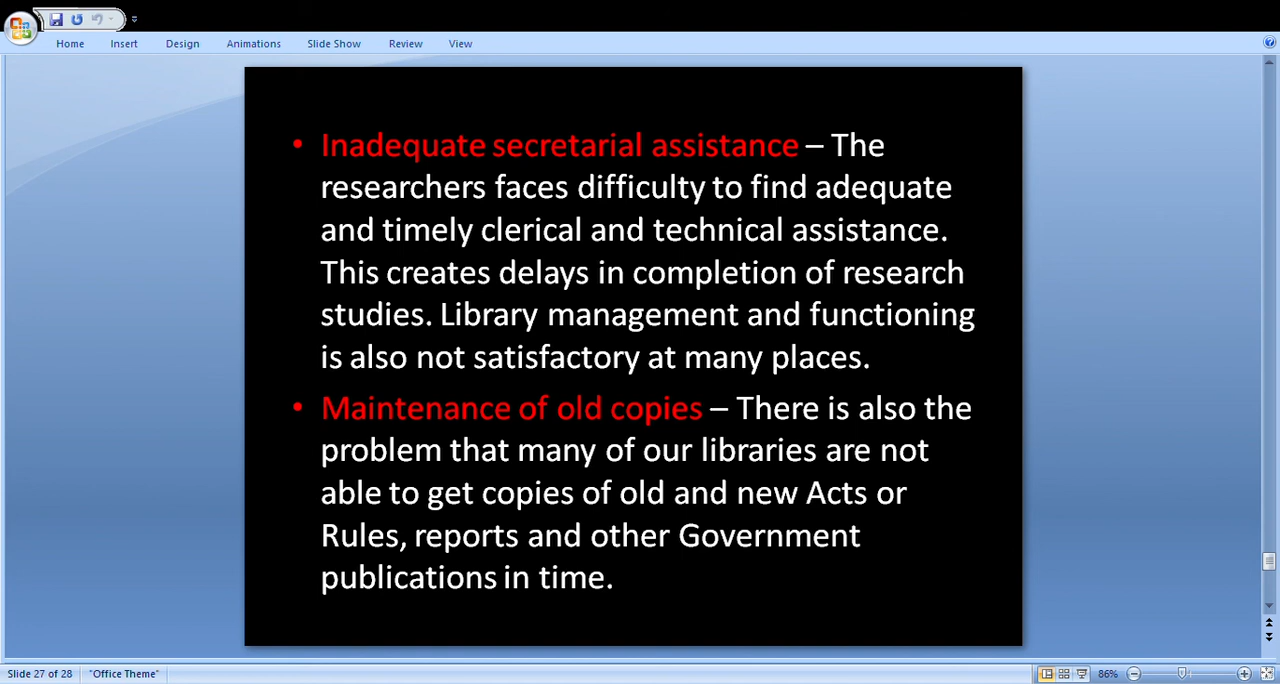 Home Insert Design Animations Slide Show Review View
• Inadequate secretarial assistance – The
researchers faces difficulty to find adequate
and timely clerical and technical assistance.
This creates delays in completion of research
studies. Library management and functioning
is also not satisfactory at many places.
• Maintenance of old copies – There is also the
problem that many of our libraries are not
able to get copies of old and new Acts or
Rules, reports and other Government
publications in time.
Slide 27 of 28 "Office Theme" 86%